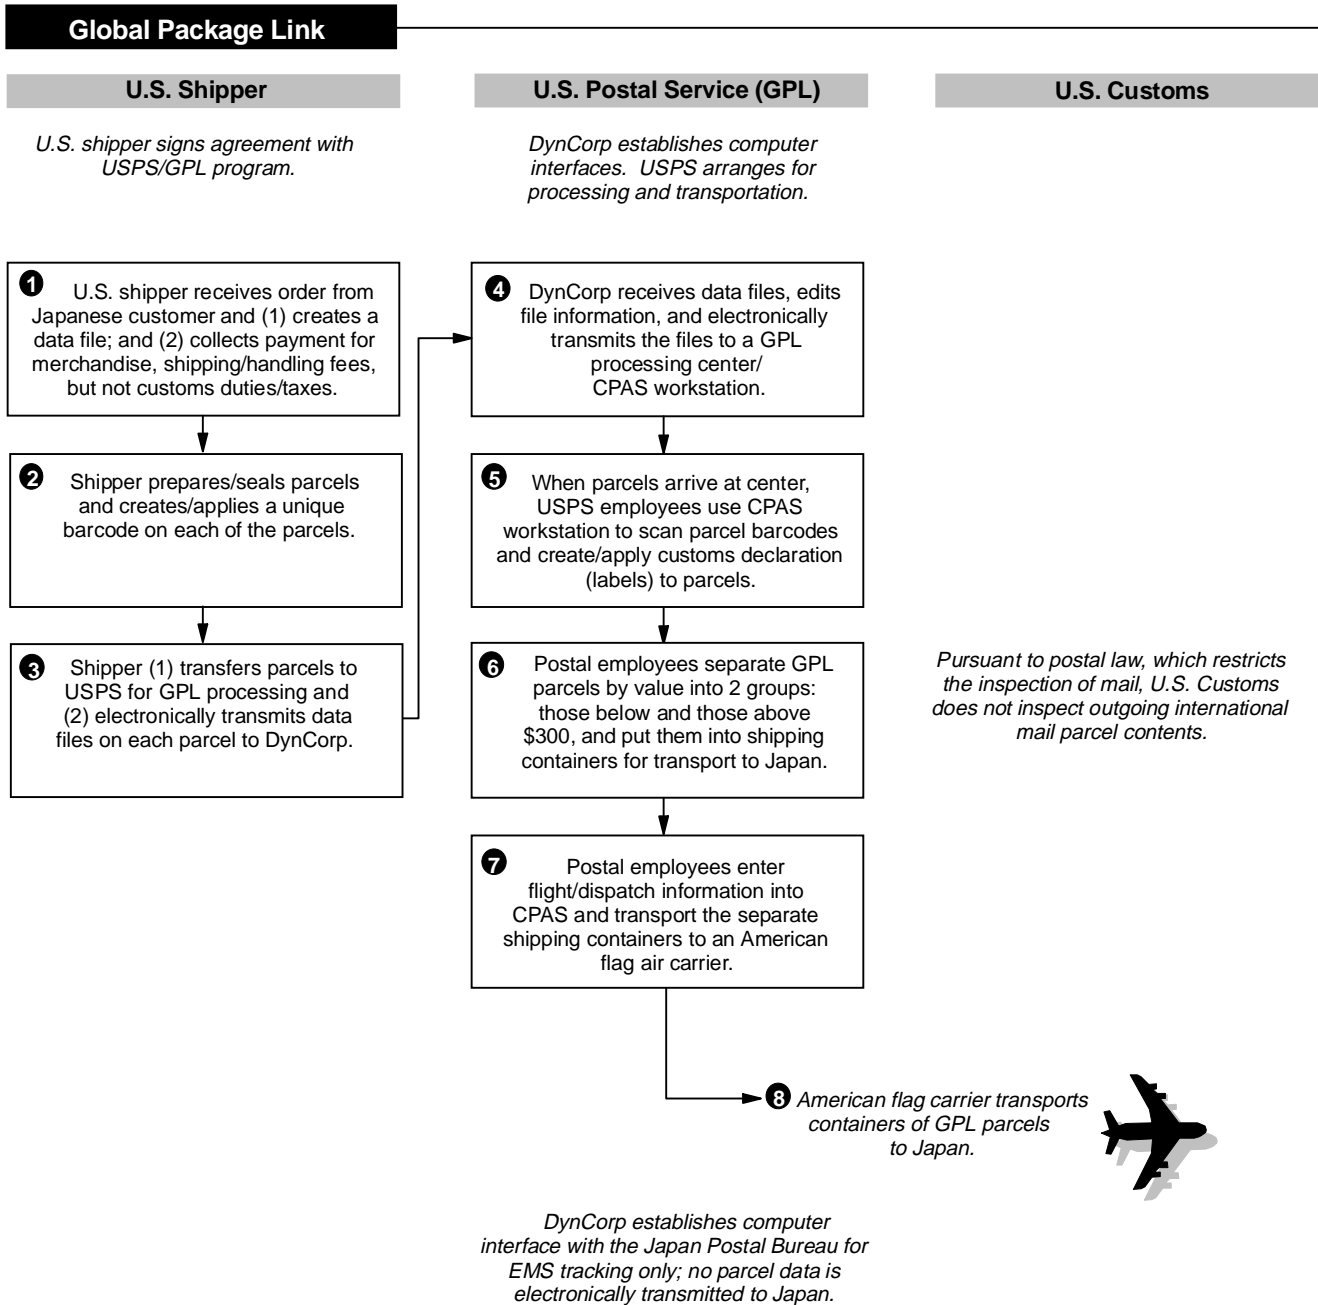 Global Package Link
U.S. Shipper
U.S. Postal Service (GPL)
U.S. Customs
U.S. shipper signs agreement with
USPS/GPL program.
DynCorp establishes computer
interfaces. USPS arranges for
processing and transportation.
1
U.S. shipper receives order from
Japanese customer and (1) creates a
data file; and (2) collects payment for
merchandise, shipping/handling fees,
but not customs duties/taxes.
2
Shipper prepares/seals parcels
and creates/applies a unique
barcode on each of the parcels.
3
Shipper (1) transfers parcels to
USPS for GPL processing and
(2) electronically transmits data
files on each parcel to DynCorp.
4
DynCorp receives data files, edits
file information, and electronically
transmits the files to a GPL
processing center/
CPAS workstation.
5
When parcels arrive at center,
USPS employees use CPAS
workstation to scan parcel barcodes
and create/apply customs declaration
(labels) to parcels.
6
Postal employees separate GPL
parcels by value into 2 groups:
those below and those above
$300, and put them into shipping
containers for transport to Japan.
Pursuant to postal law, which restricts
the inspection of mail, U.S. Customs
does not inspect outgoing international
mail parcel contents.
7
Postal employees enter
flight/dispatch information into
CPAS and transport the separate
shipping containers to an American
flag air carrier.
8
American flag carrier transports
containers of GPL parcels
to Japan.
DynCorp establishes computer
interface with the Japan Postal Bureau for
EMS tracking only; no parcel data is
electronically transmitted to Japan.